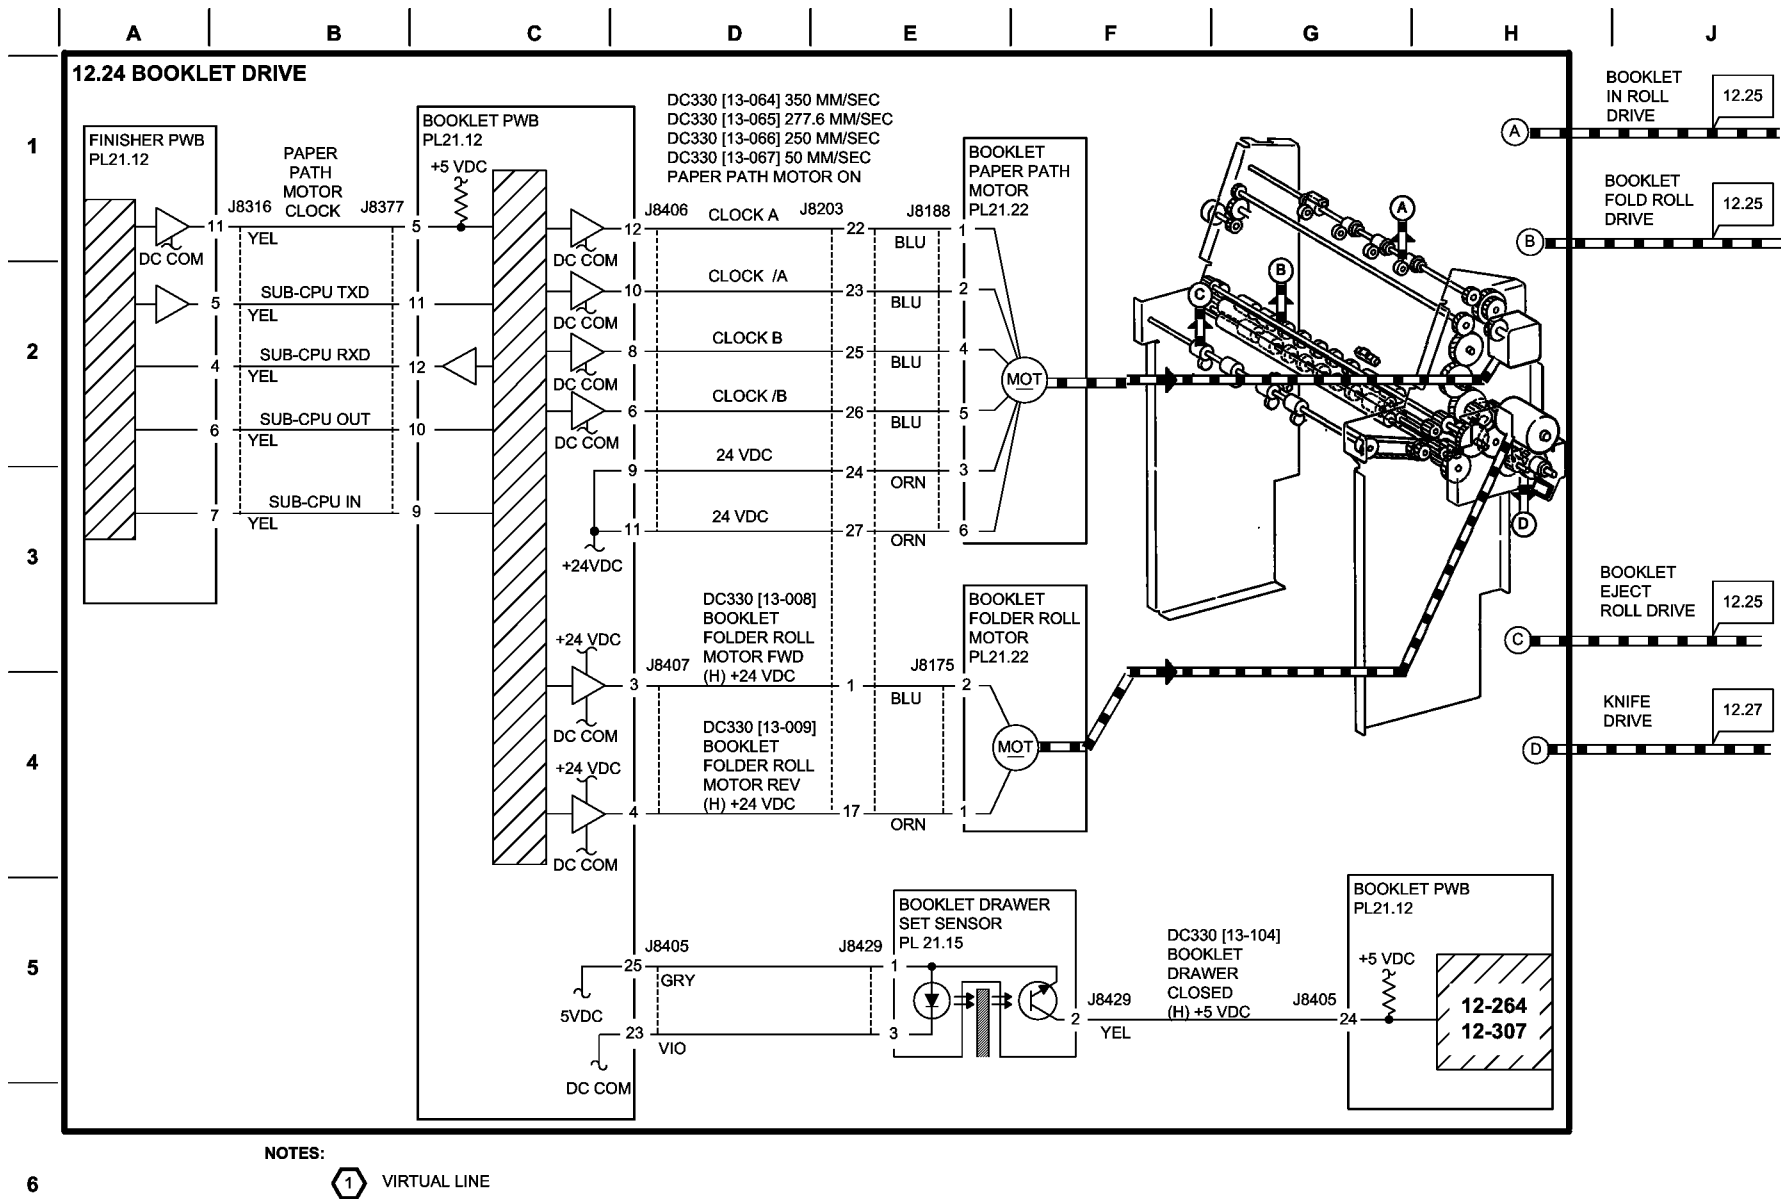 A B C D E F G H J
12.24 BOOKLET DRIVE
1
2
3
4
5
6
FINISHER PWB
PL21.12
PAPER
PATH
MOTOR
CLOCK
J8316
J8377
BOOKLET PWB
PL21.12
+5 VDC
DC330 [13-064] 350 MM/SEC
DC330 [13-065] 277.6 MM/SEC
DC330 [13-066] 250 MM/SEC
DC330 [13-067] 50 MM/SEC
PAPER PATH MOTOR ON
BOOKLET
PAPER PATH
MOTOR
PL21.22
J8406
J8203
J8188
11 YEL 5
DC COM
5 SUB-CPU TXD 11
YEL
4 SUB-CPU RXD 12
YEL
6 SUB-CPU OUT 10
YEL
7 SUB-CPU IN 9
YEL
12 CLOCK A 22 BLU 1
DC COM
10 CLOCK /A 23 BLU 2
DC COM
8 CLOCK B 25 BLU 4
DC COM
6 CLOCK /B 26 BLU 5
DC COM
9 24 VDC 24 ORN 3
11 24 VDC 27 ORN 6
+24VDC
MOT
A
B
C
D
BOOKLET
IN ROLL
DRIVE
12.25
A
BOOKLET
FOLD ROLL
DRIVE
12.25
B
BOOKLET
EJECT
ROLL DRIVE
12.25
C
KNIFE
DRIVE
12.27
D
DC330 [13-008]
BOOKLET
FOLDER ROLL
MOTOR FWD
(H) +24 VDC
J8407
J8175
BOOKLET
FOLDER ROLL
MOTOR
PL21.22
+24 VDC
3 1 BLU 2
DC COM
DC330 [13-009]
BOOKLET
FOLDER ROLL
MOTOR REV
(H) +24 VDC
+24 VDC
4 17 ORN 1
DC COM
MOT
BOOKLET DRAWER
SET SENSOR
PL 21.15
J8405
J8429
25 GRY 1
5VDC
23 VIO 3
DC COM
J8429
2 YEL
DC330 [13-104]
BOOKLET
DRAWER
CLOSED
(H) +5 VDC
J8405
24
BOOKLET PWB
PL21.12
+5 VDC
12-264
12-307
NOTES:
1 VIRTUAL LINE